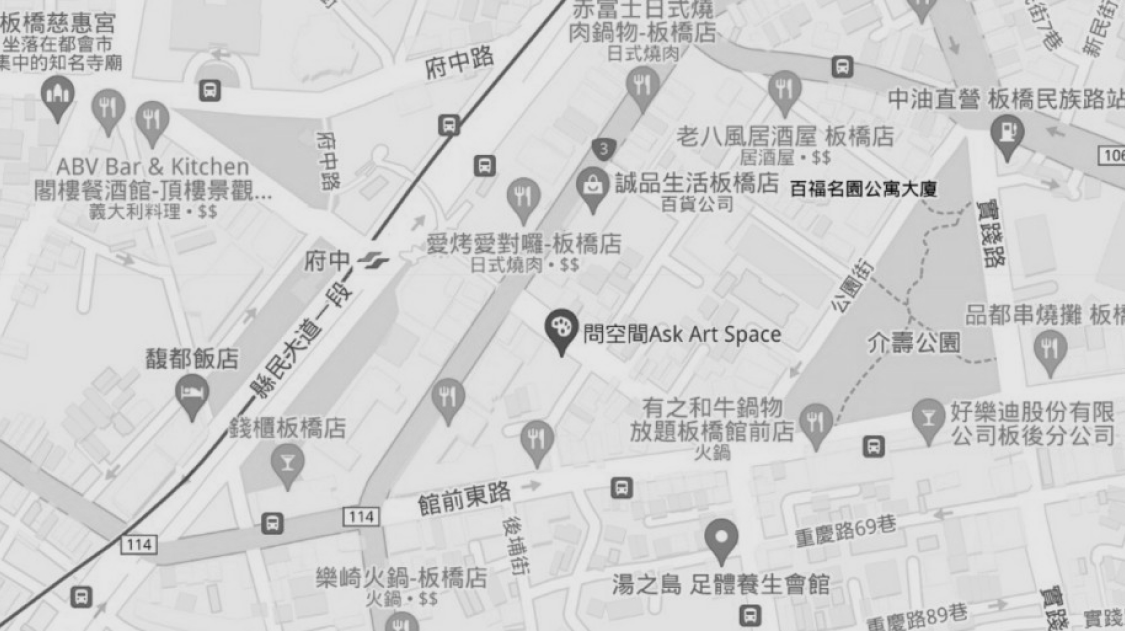 板橋慈惠宮
坐落在都會市
集中的知名寺廟
赤富士日式燒
肉鍋物-板橋店
日式燒肉
府中路
新民街
中油直營 板橋民族路站
106
老八風居酒屋 板橋店
居酒屋•$$
3
ABV Bar & Kitchen
閣樓餐酒館-頂樓景觀...
義大利料理•$$
府中路
誠品生活板橋店
百貨公司
百福名園公寓大廈
實踐路
愛烤愛對囉-板橋店
日式燒肉•$$
府中
公園街
縣民大道一段
問空間Ask Art Space
品都串燒攤 板橋
介壽公園
馥都飯店
錢櫃板橋店
有之和牛鍋物
放題板橋館前店
火鍋
好樂迪股份有限
公司板後分公司
館前東路
114
114
後埔街
重慶路69巷
樂崎火鍋-板橋店
火鍋•$$
湯之島 足體養生會館
重慶路89巷
實踐
實踐